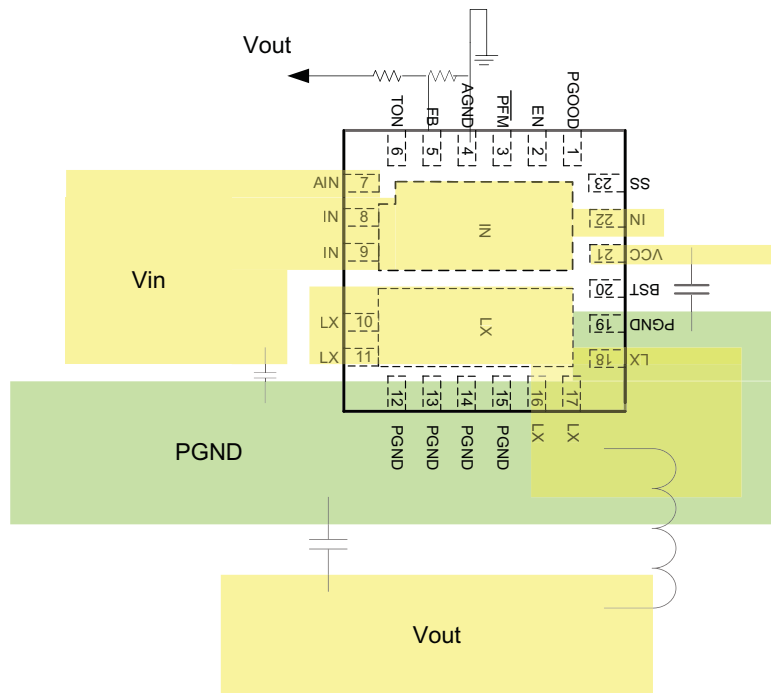 Vout
TON
FB
AGND
PFM
EN
PGOOD
6
5
4
3
2
1
AIN
7
IN
8
IN
9
LX
10
LX
11
IN
LX
23
SS
22
IN
21
VCC
20
BST
19
PGND
18
LX
12
13
14
15
16
17
PGND
PGND
PGND
PGND
LX
LX
Vin
PGND
Vout